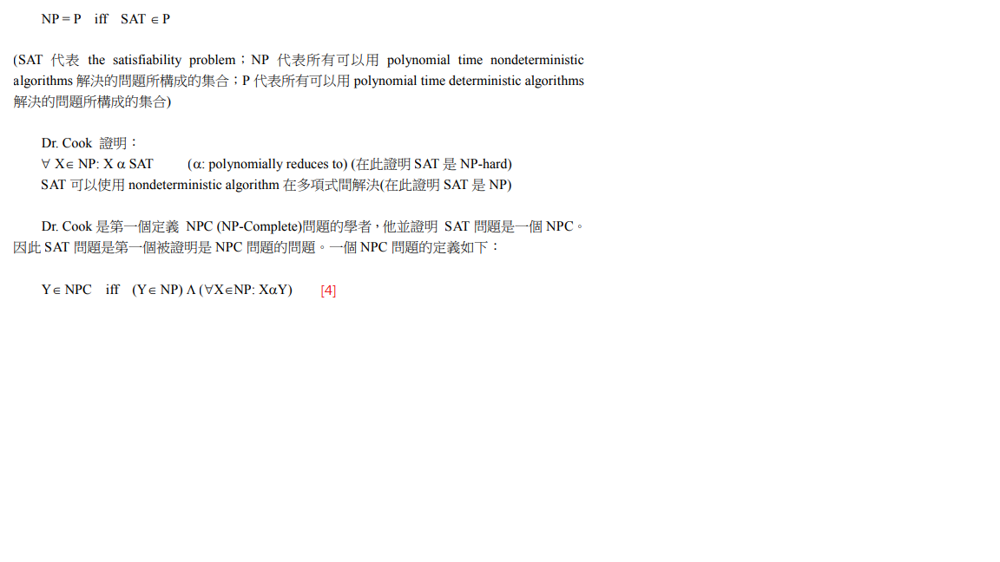 NP = P iff SAT ∈ P
(SAT 代表 the satisfiability problem；NP 代表所有可以用 polynomial time nondeterministic
algorithms 解決的問題所構成的集合；P 代表所有可以用 polynomial time deterministic algorithms
解決的問題所構成的集合)
Dr. Cook 證明：
∀ X∈ NP: X α SAT (α: polynomially reduces to) (在此證明 SAT 是 NP-hard)
SAT 可以使用 nondeterministic algorithm 在多項式間解決(在此證明 SAT 是 NP)
Dr. Cook 是第一個定義 NPC (NP-Complete)問題的學者，他並證明 SAT 問題是一個 NPC。
因此 SAT 問題是第一個被證明是 NPC 問題的問題。一個 NPC 問題的定義如下：
Y∈ NPC iff (Y∈ NP) Λ (∀X∈NP: XαY) [4]